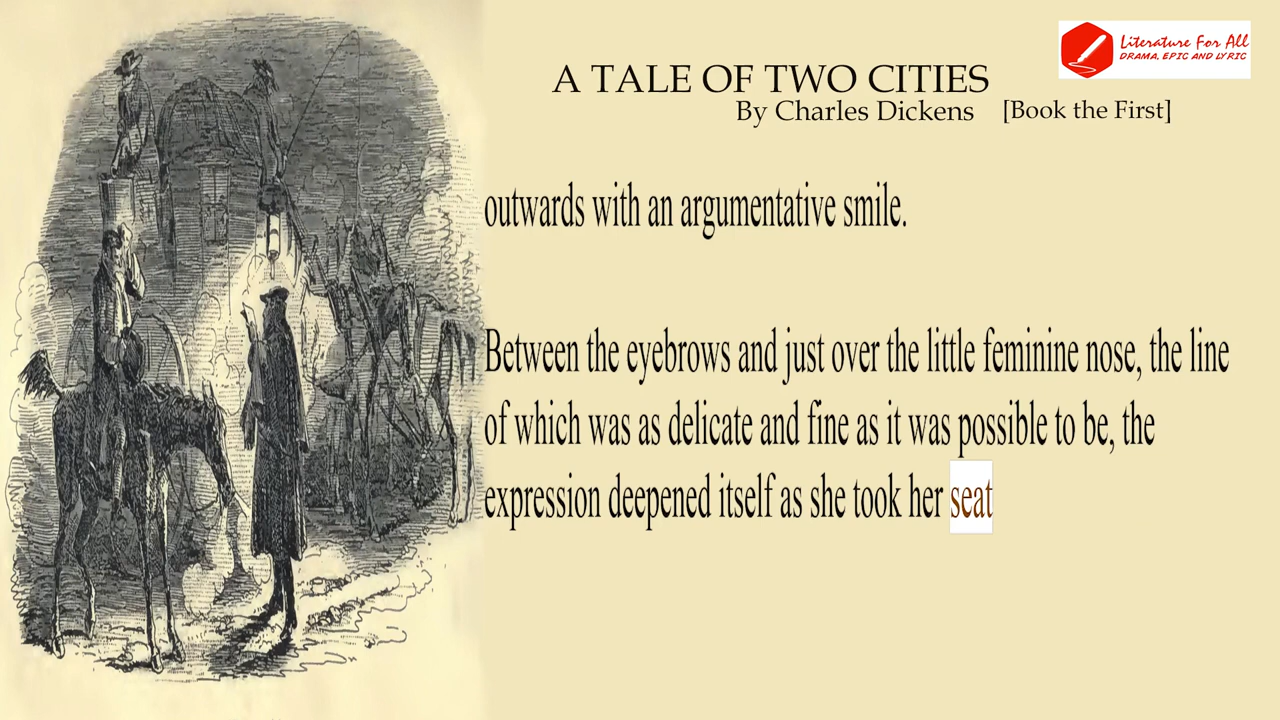 Literature For All
DRAMA, EPIC AND LYRIC
A TALE OF TWO CITIES
By Charles Dickens [Book the First]
outwards with an argumentative smile.
Between the eyebrows and just over the little feminine nose, the line
of which was as delicate and fine as it was possible to be, the
expression deepened itself as she took her seat